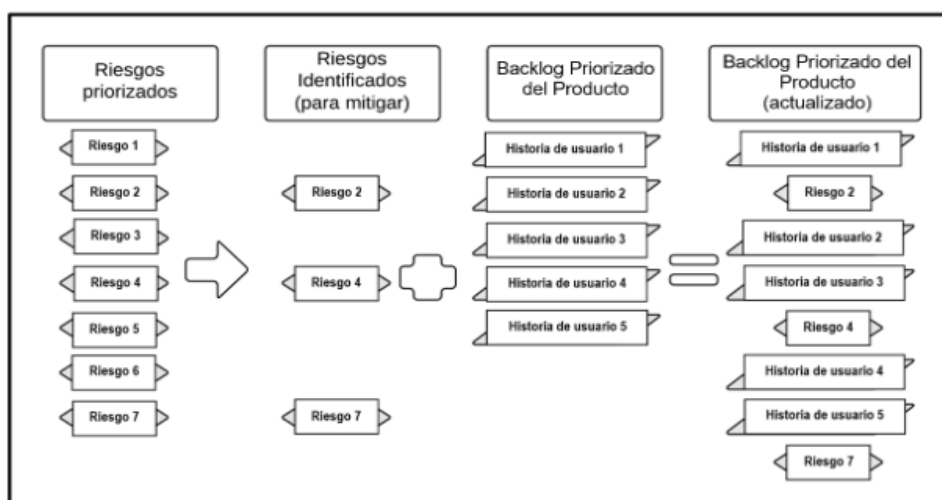 Riesgos
priorizados
Riesgo 1
Riesgo 2
Riesgo 3
Riesgo 4
Riesgo 5
Riesgo 6
Riesgo 7
Riesgos
Identificados
(para mitigar)
Riesgo 2
Riesgo 4
Riesgo 7
Backlog Priorizado
del Producto
Historia de usuario 1
Historia de usuario 2
Historia de usuario 3
Historia de usuario 4
Historia de usuario 5
Backlog Priorizado del
Producto
(actualizado)
Historia de usuario 1
Riesgo 2
Historia de usuario 2
Historia de usuario 3
Riesgo 4
Historia de usuario 4
Historia de usuario 5
Riesgo 7